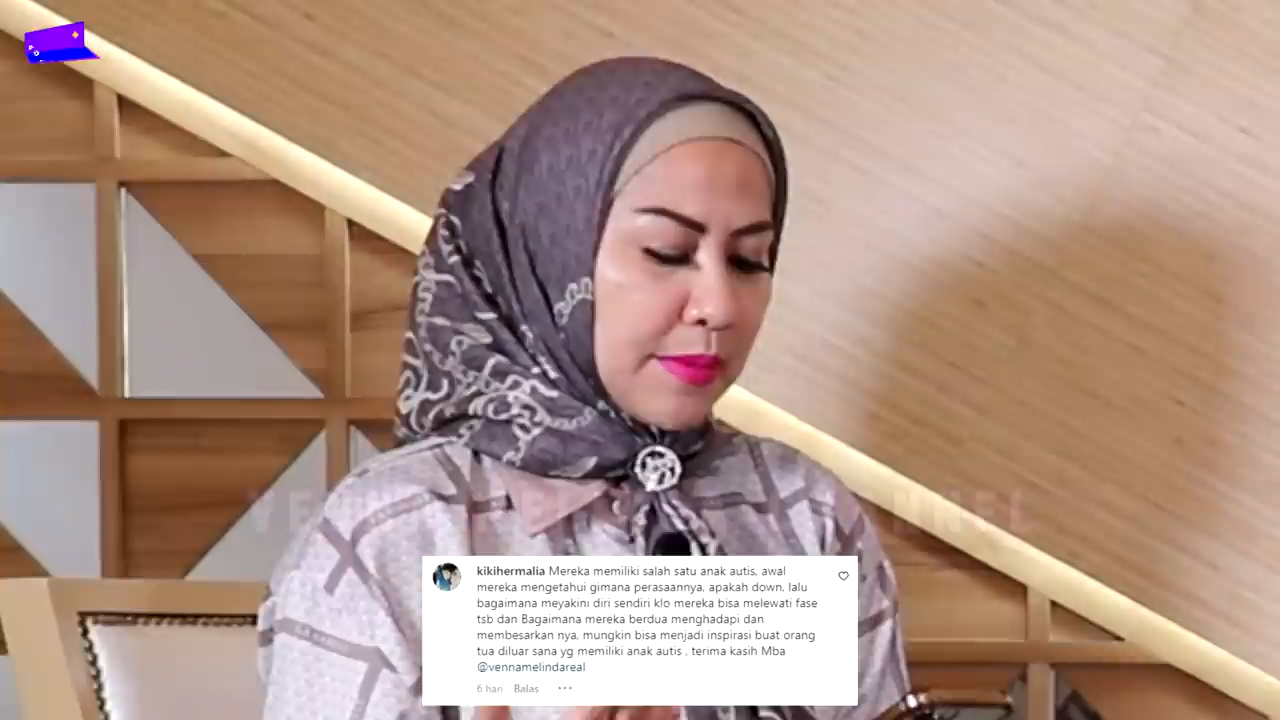 kikihermalia Mereka memiliki salah satu anak autis, awal
mereka mengetahui gimana perasaannya, apakah down, lalu
bagaimana meyakini diri sendiri klo mereka bisa melewati fase
tsb dan Bagaimana mereka berdua menghadapi dan
membesarkan nya, mungkin bisa menjadi inspirasi buat orang
tua diluar sana yg memiliki anak autis , terima kasih Mba
@vennamelindareal
6 hari Balas ...